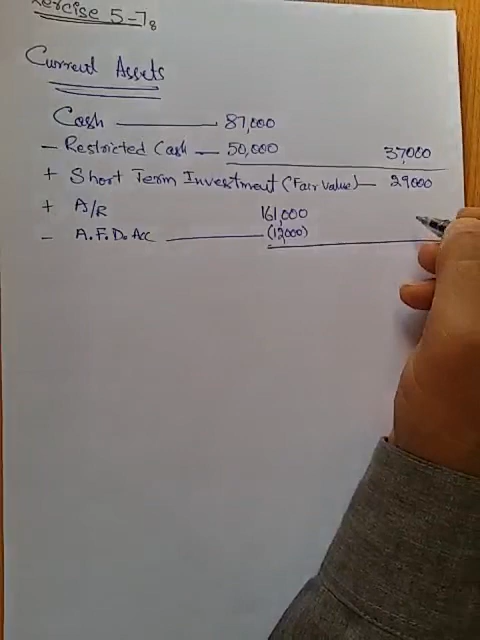 Exercise 5-7,8
Current Assets
Cash 87,000
- Restricted Cash - 50,000 37,000
+ Short Term Investment (Fair Value) - 29000
+ A/R 161,000
- A.F.D. Acc (12,000)